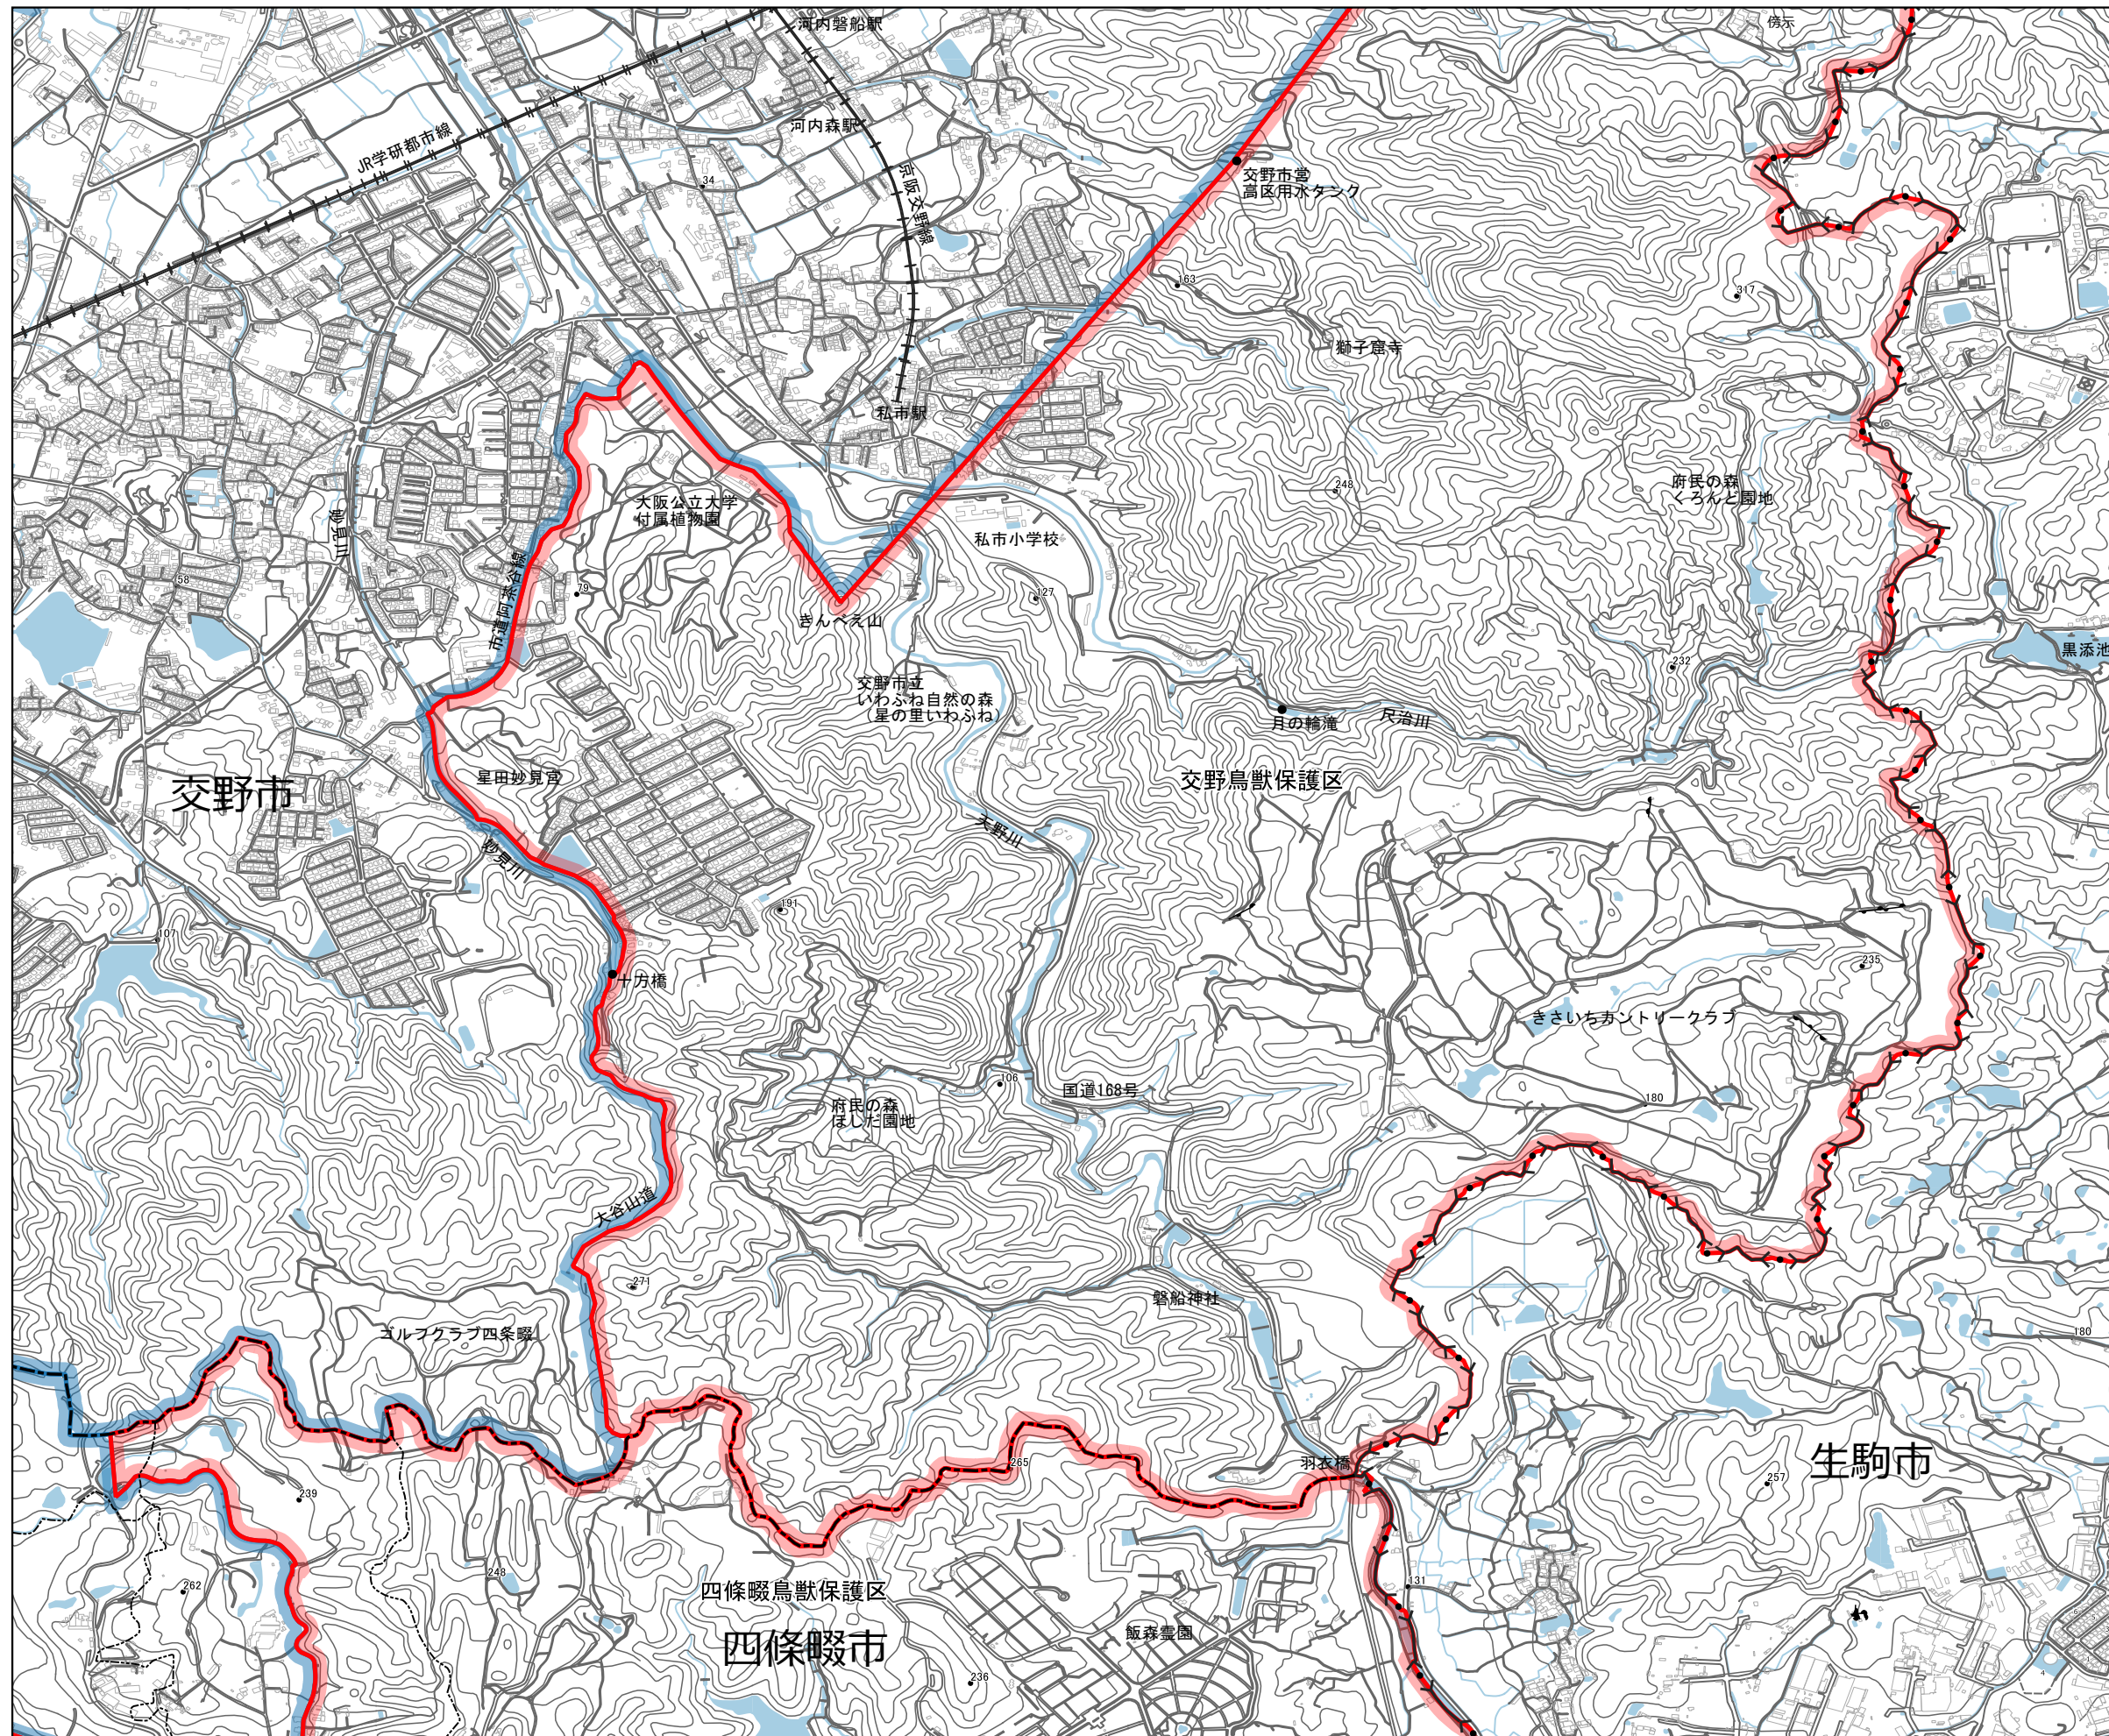 河内磐船駅
傍示
河内森駅
JR学研都市線
34
京阪交野線
交野市営
高区用水タンク
163
317
獅子窟寺
私市駅
248
府民の森
くろんど園地
大阪公立大学
付属植物園
妙見川
私市小学校
市道阿茶谷線
58
79
127
きんべえ山
232
黒添池
交野市立
いわふね自然の森
(星の里いわふね)
月の輪滝
尺治川
交野市
星田妙見宮
交野鳥獣保護区
天野川
妙見川
191
107
235
十方橋
きさいちカントリークラブ
106
国道168号
180
府民の森
ほしだ園地
大谷山道
271
磐船神社
ゴルフクラブ四条畷
180
265
羽衣橋
生駒市
257
239
248
262
131
四條畷鳥獣保護区
四條畷市
飯森霊園
236